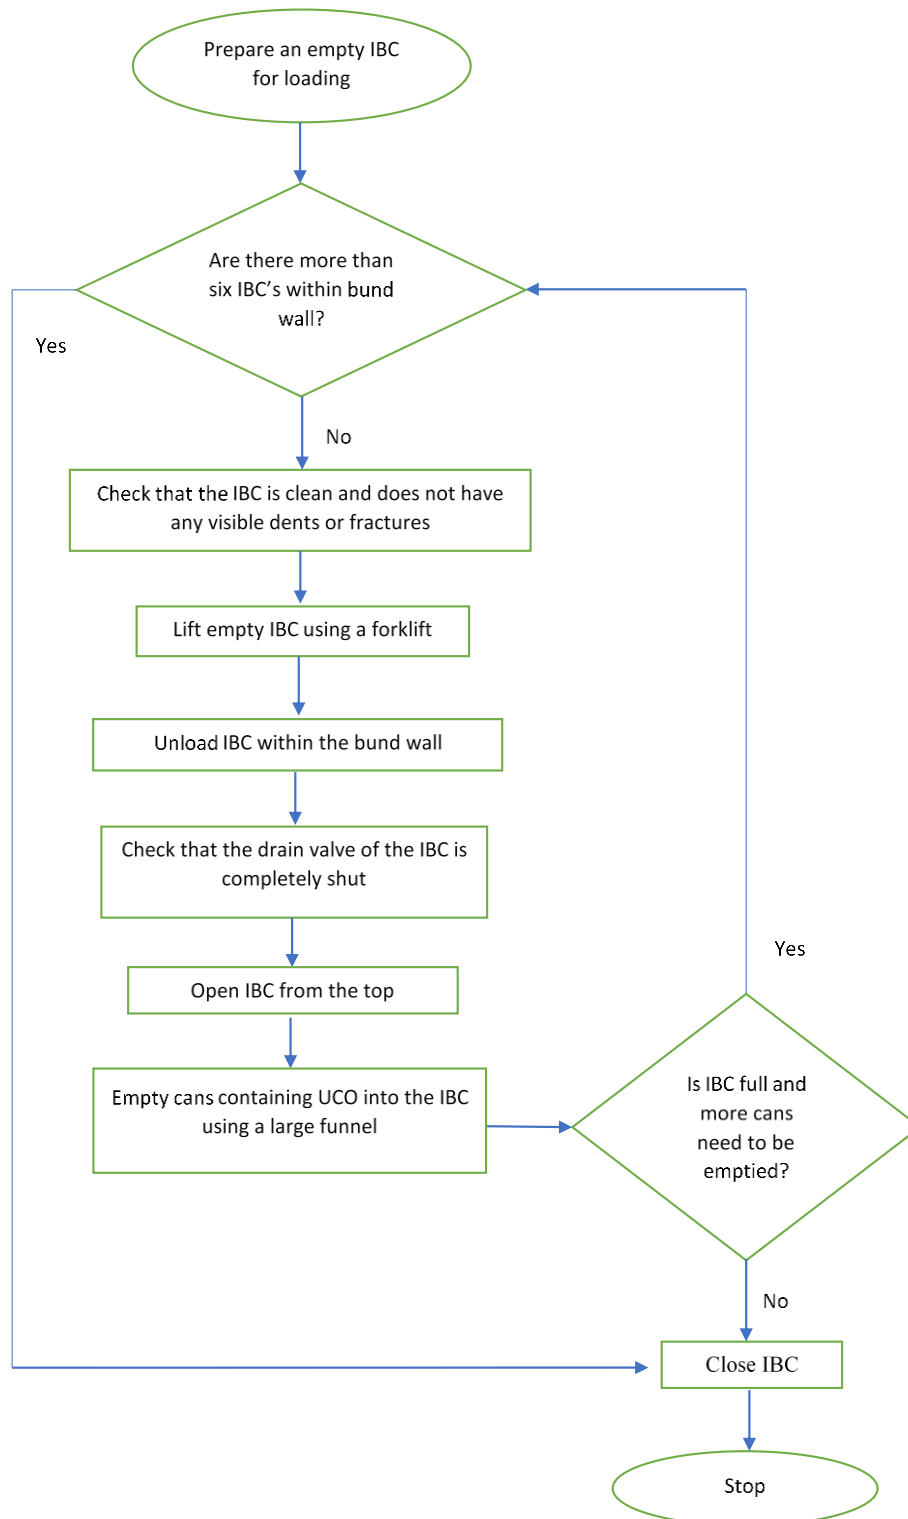 Prepare an empty IBC
for loading
Are there more than
six IBC's within bund
wall?
Yes
No
Check that the IBC is clean and does not have
any visible dents or fractures
Lift empty IBC using a forklift
Unload IBC within the bund wall
Check that the drain valve of the IBC is
completely shut
Open IBC from the top
Empty cans containing UCO into the IBC
using a large funnel
Yes
Is IBC full and
more cans
need to be
emptied?
No
Close IBC
Stop